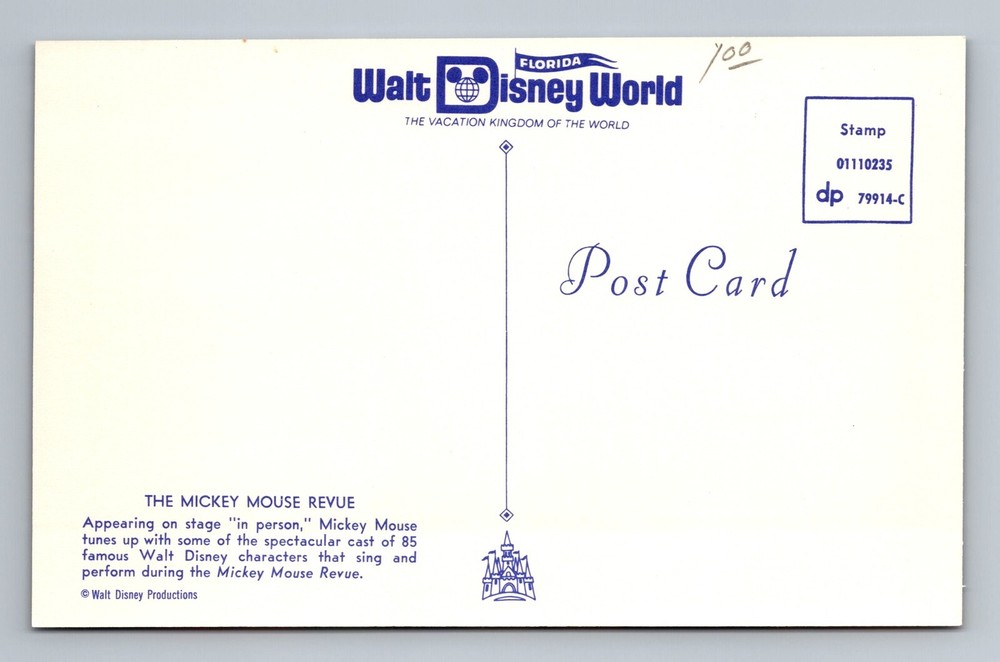 FLORIDA
Walt Disney World
THE VACATION KINGDOM OF THE WORLD
1.00
Stamp
01110235
dp 79914-C
Post Card
THE MICKEY MOUSE REVUE
Appearing on stage "in person," Mickey Mouse
tunes up with some of the spectacular cast of 85
famous Walt Disney characters that sing and
perform during the Mickey Mouse Revue.
© Walt Disney Productions